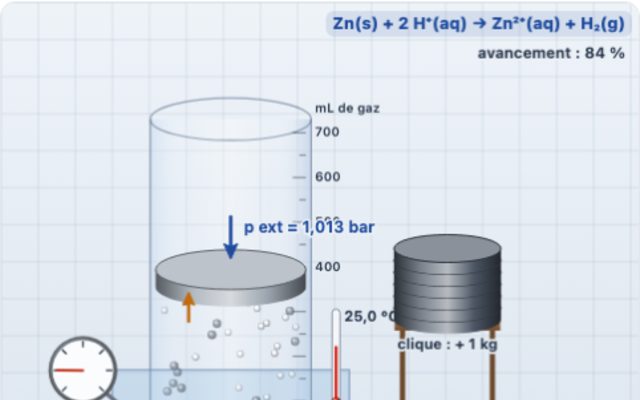 Zn(s) + 2 H⁺(aq) → Zn²⁺(aq) + H₂(g)
avancement : 84 %
mL de gaz
700
600
500
p ext = 1,013 bar
400
25,0 °C
clique : + 1 kg